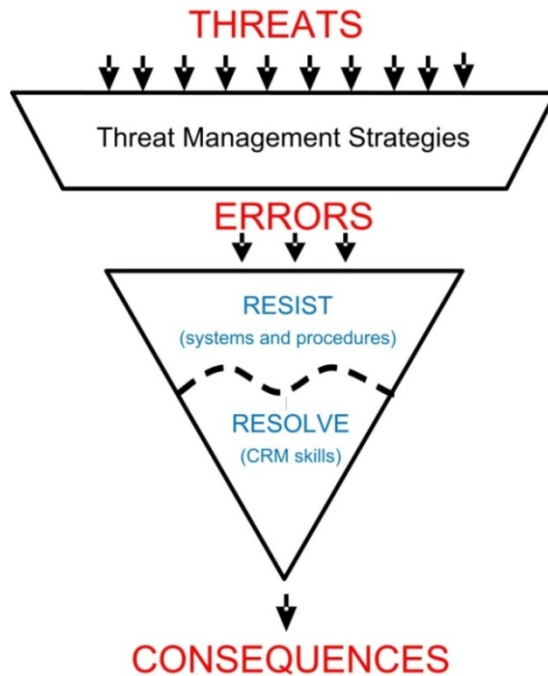 THREATS
Threat Management Strategies
ERRORS
RESIST
(systems and procedures)
RESOLVE
(CRM skills)
CONSEQUENCES